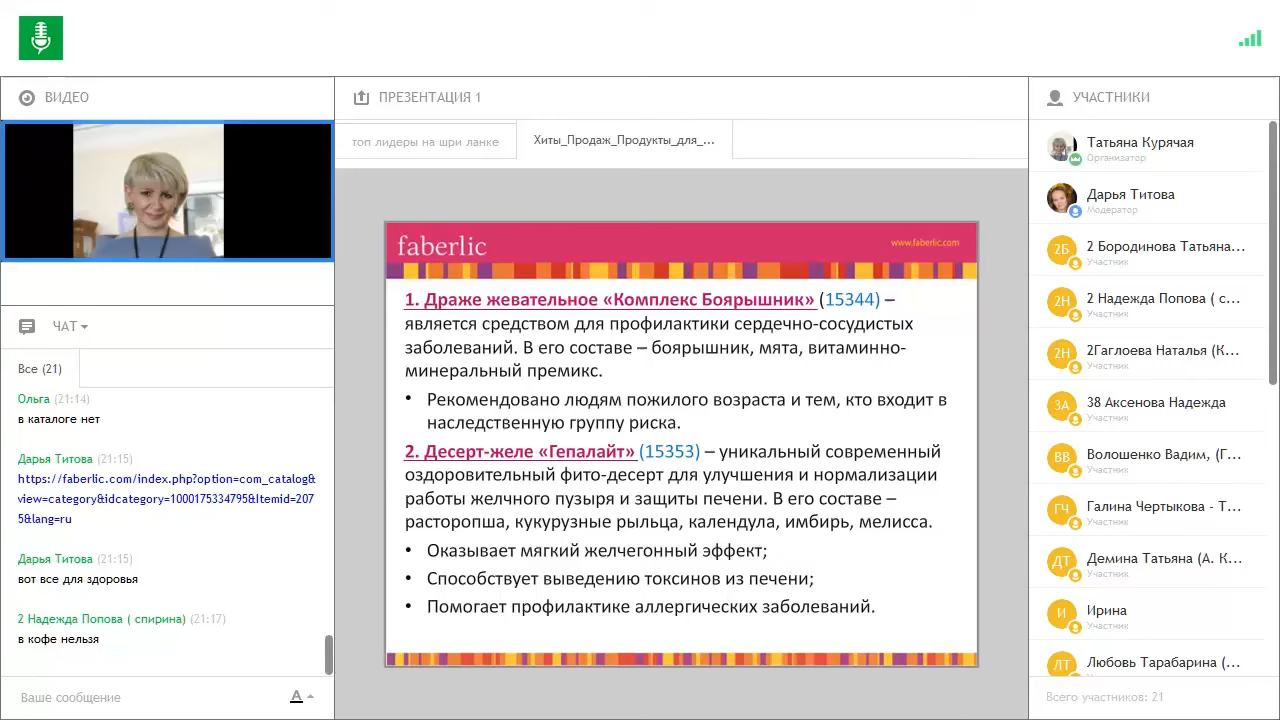 ВИДЕО
ПРЕЗЕНТАЦИЯ 1
УЧАСТНИКИ
топ лидеры на шри ланке
Хиты_Продаж_Продукты_для_...
faberlic
www.faberlic.com
1. Драже жевательное «Комплекс Боярышник» (15344) –
является средством для профилактики сердечно-сосудистых
заболеваний. В его составе – боярышник, мята, витаминно-
минеральный премикс.
• Рекомендовано людям пожилого возраста и тем, кто входит в
наследственную группу риска.
2. Десерт-желе «Гепалайт» (15353) – уникальный современный
оздоровительный фито-десерт для улучшения и нормализации
работы желчного пузыря и защиты печени. В его составе –
расторопша, кукурузные рыльца, календула, имбирь, мелисса.
• Оказывает мягкий желчегонный эффект;
• Способствует выведению токсинов из печени;
• Помогает профилактике аллергических заболеваний.
ЧАТ
Все (21)
Ольга (21:14)
в каталоге нет
Дарья Титова (21:15)
https://faberlic.com/index.php?option=com_catalog&
view=category&idcategory=1000175334795&Itemid=207
5&lang=ru
Дарья Титова (21:15)
вот все для здоровья
2 Надежда Попова ( спирина) (21:17)
в кофе нельзя
Ваше сообщение
A
Татьяна Курячая
Организатор
Дарья Титова
Модератор
2Б
2 Бородинова Татьяна...
Участник
2Н
2 Надежда Попова ( с...
Участник
2Н
2Гаглоева Наталья (К...
Участник
3А
38 Аксенова Надежда
Участник
ВВ
Волошенко Вадим, (Г...
Участник
ГЧ
Галина Чертыкова - Т...
Участник
ДТ
Демина Татьяна (А. К...
Участник
И
Ирина
Участник
ЛТ
Любовь Тарабарина (...
Всего участников: 21